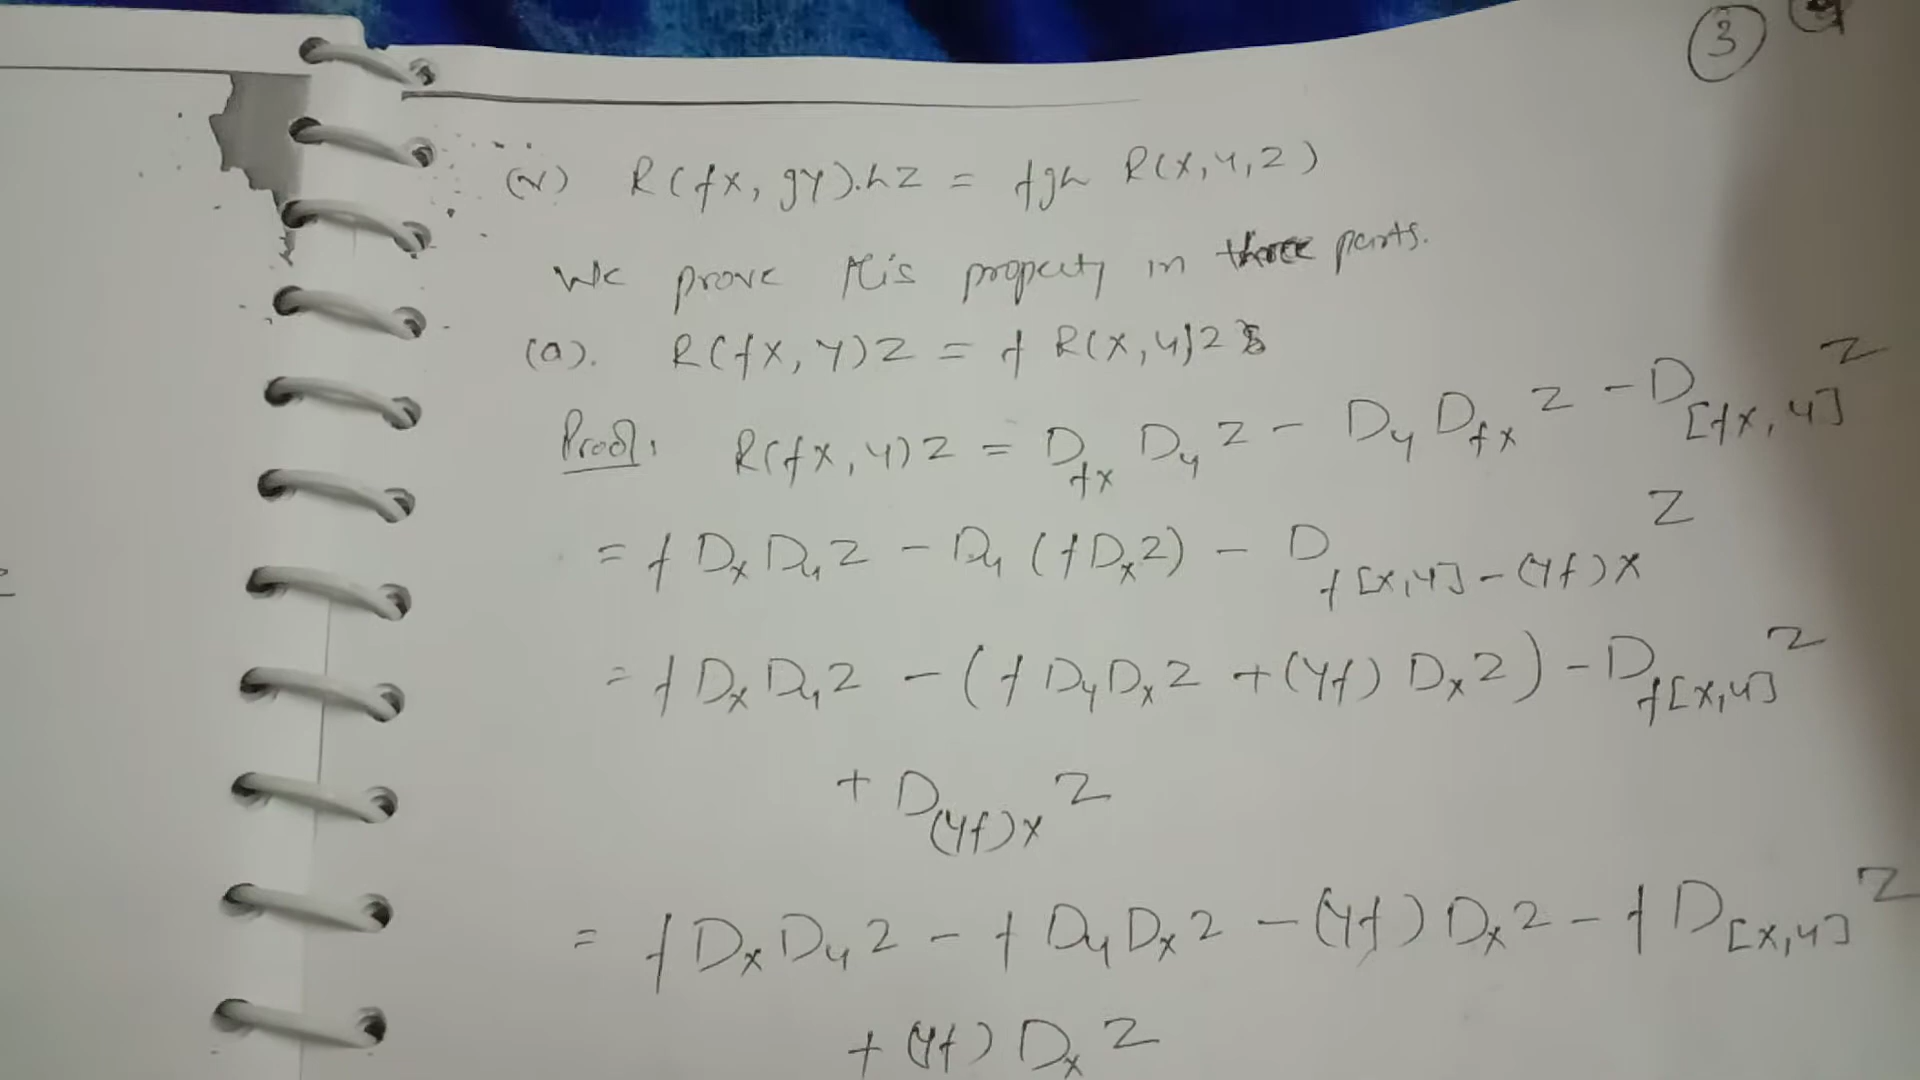 3
(v) R(fX, gY).hZ = fgh R(X,Y,Z)
We prove this property in three parts.
(a). R(fX, Y)Z = f R(X,Y)Z
Proof: R(fX,Y)Z = D_{fX} D_Y Z - D_Y D_{fX} Z - D_{[fX,Y]} Z
= f D_X D_Y Z - D_Y (f D_X Z) - D_{f[X,Y]-(Yf)X} Z
= f D_X D_Y Z - (f D_Y D_X Z + (Yf) D_X Z) - D_{f[X,Y]} Z
+ D_{(Yf)X} Z
= f D_X D_Y Z - f D_Y D_X Z - (Yf) D_X Z - f D_{[X,Y]} Z
+ (Yf) D_X Z